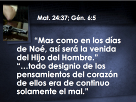 Mat. 24:37; Gén. 6:5
"Mas como en los días
de Noé, así será la venida
del Hijo del Hombre."
"...todo designio de los
pensamientos del corazón
de ellos era de continuo
solamente el mal."